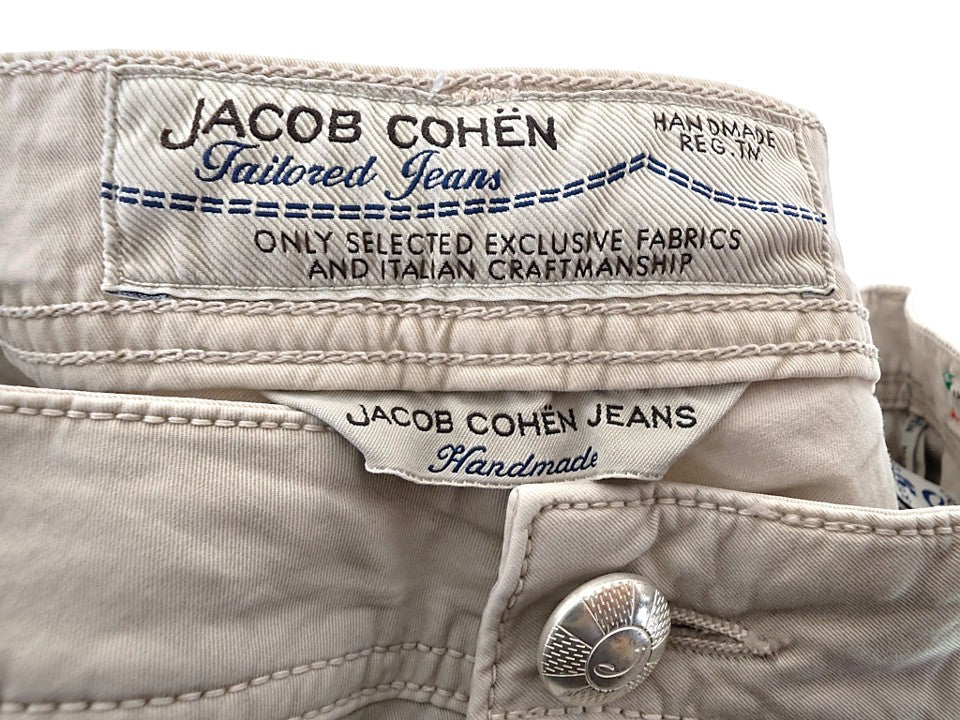 JACOB COHËN
Tailored Jeans
HANDMADE
REG.TM.
ONLY SELECTED EXCLUSIVE FABRICS
AND ITALIAN CRAFTMANSHIP
JACOB COHËN JEANS
Handmade